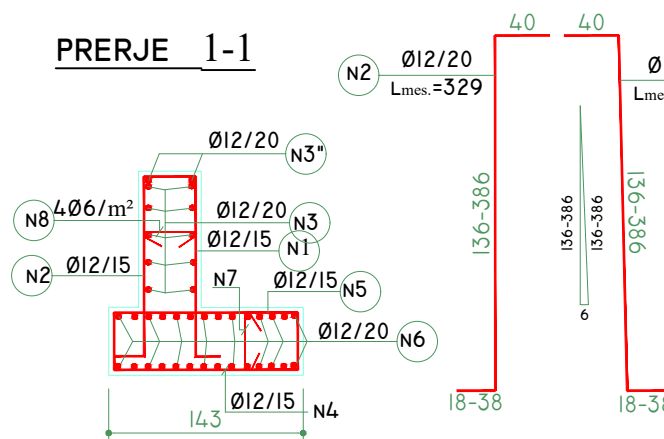 PRERJE 1-1
40 40
N2 Ø12/20
Lmes.=329
Ø
Lmes
Ø12/20 N3"
N8 4Ø6/m² Ø12/20 N3
N2 Ø12/15 Ø12/15 N1
N7 Ø12/15 N5
Ø12/20 N6
Ø12/15 N4
143
136-386
136-386
136-386
136-386
6
18-38
18-38